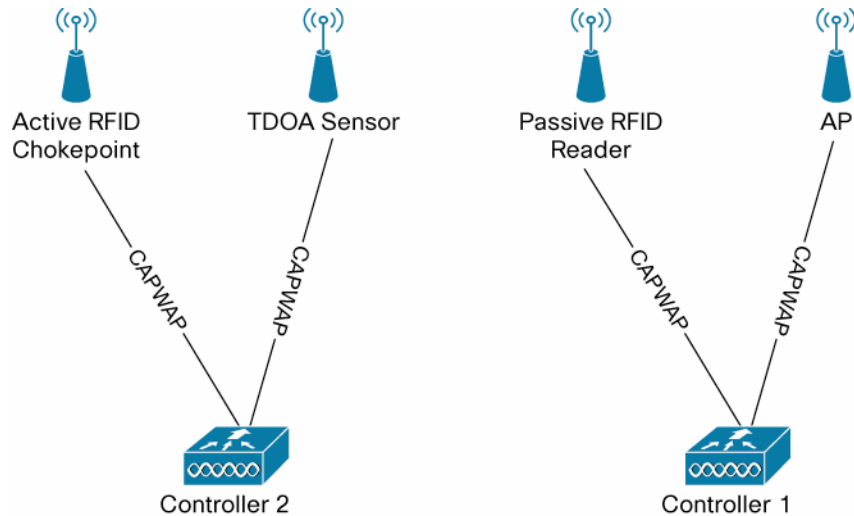 Active RFID
Chokepoint
TDOA Sensor
Passive RFID
Reader
AP
CAPWAP
CAPWAP
CAPWAP
CAPWAP
Controller 2
Controller 1